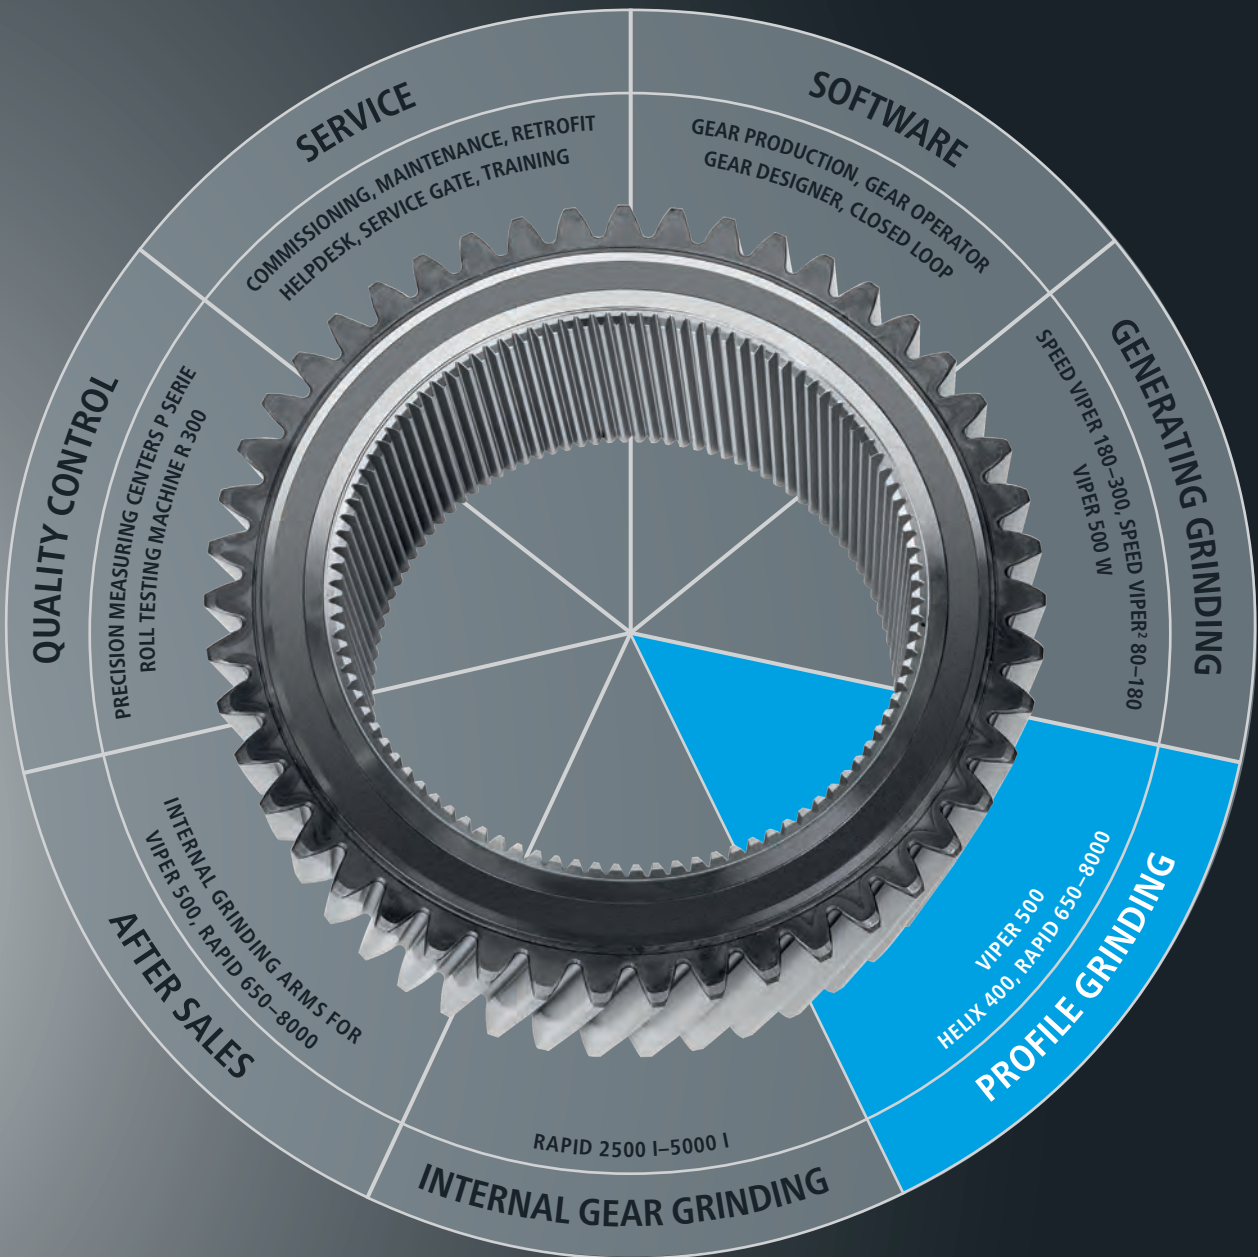 SERVICE
COMMISSIONING, MAINTENANCE, RETROFIT
HELPDESK, SERVICE GATE, TRAINING
SOFTWARE
GEAR PRODUCTION, GEAR OPERATOR
GEAR DESIGNER, CLOSED LOOP
GENERATING GRINDING
SPEED VIPER 180–300, SPEED VIPER² 80–180
VIPER 500 W
PROFILE GRINDING
VIPER 500
HELIX 400, RAPID 650–8000
INTERNAL GEAR GRINDING
RAPID 2500 I–5000 I
AFTER SALES
INTERNAL GRINDING ARMS FOR
VIPER 500, RAPID 650–8000
QUALITY CONTROL
PRECISION MEASURING CENTERS P SERIE
ROLL TESTING MACHINE R 300